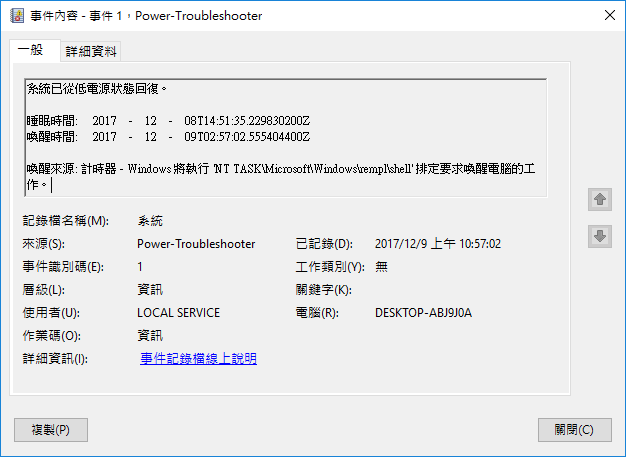 事件內容 - 事件 1，Power-Troubleshooter
一般
詳細資料
系統已從低電源狀態回復。
睡眠時間: 2017 - 12 - 08T14:51:35.229830200Z
喚醒時間: 2017 - 12 - 09T02:57:02.555404400Z
喚醒來源: 計時器 - Windows 將執行 'NT TASK\Microsoft\Windows\rempl\shell' 排定要求喚醒電腦的工
作。
記錄檔名稱(M): 系統
來源(S): Power-Troubleshooter 已記錄(D): 2017/12/9 上午 10:57:02
事件識別碼(E): 1 工作類別(Y): 無
層級(L): 資訊 關鍵字(K):
使用者(U): LOCAL SERVICE 電腦(R): DESKTOP-ABJ9J0A
作業碼(O): 資訊
詳細資訊(I): 事件記錄檔線上說明
複製(P)
關閉(C)